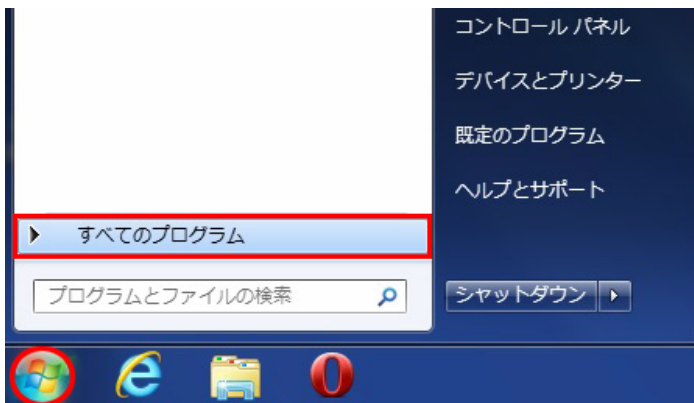 コントロール パネル
デバイスとプリンター
既定のプログラム
ヘルプとサポート
すべてのプログラム
プログラムとファイルの検索
シャットダウン